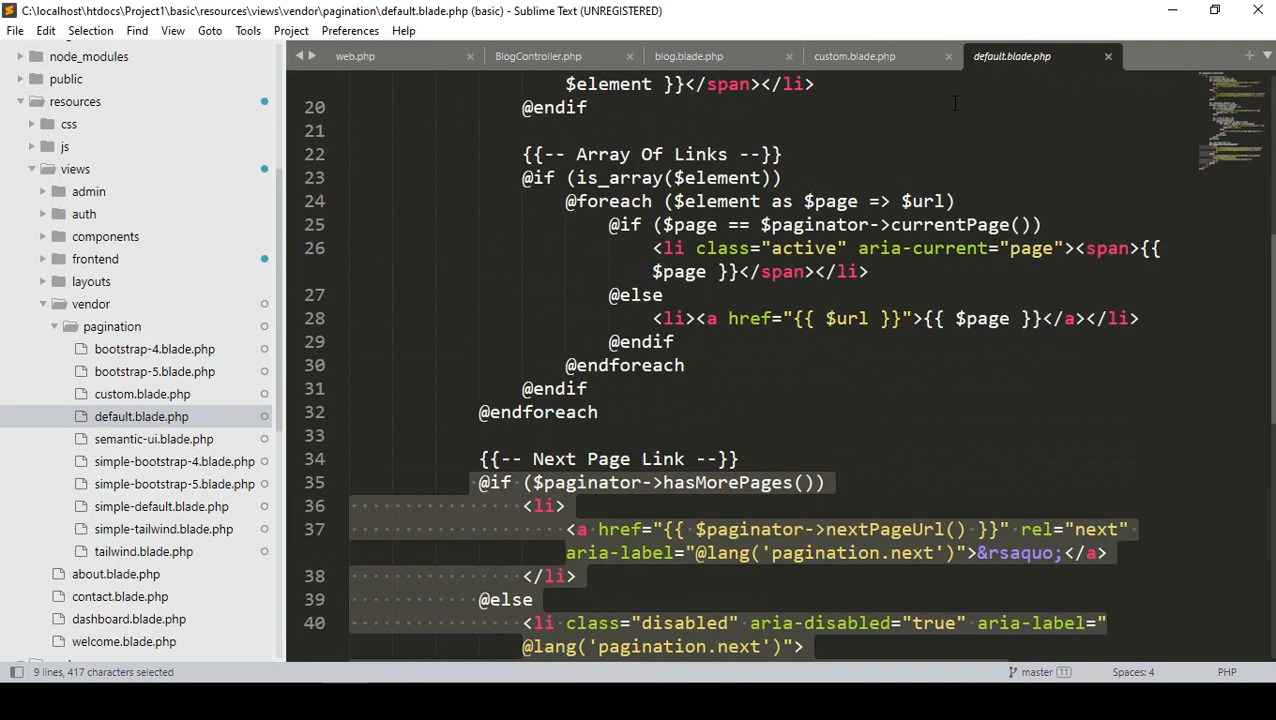 C:\localhost\htdocs\Project1\basic\resources\views\vendor\pagination\default.blade.php (basic) - Sublime Text (UNREGISTERED)
File Edit Selection Find View Goto Tools Project Preferences Help
node_modules
public
resources
css
js
views
admin
auth
components
frontend
layouts
vendor
pagination
bootstrap-4.blade.php
bootstrap-5.blade.php
custom.blade.php
default.blade.php
semantic-ui.blade.php
simple-bootstrap-4.blade.php
simple-bootstrap-5.blade.php
simple-default.blade.php
simple-tailwind.blade.php
tailwind.blade.php
about.blade.php
contact.blade.php
dashboard.blade.php
welcome.blade.php
web.php BlogController.php blog.blade.php custom.blade.php default.blade.php
$element }}</span></li>
20 @endif
21
22 {{-- Array Of Links --}}
23 @if (is_array($element))
24 @foreach ($element as $page => $url)
25 @if ($page == $paginator->currentPage())
26 <li class="active" aria-current="page"><span>{{
$page }}</span></li>
27 @else
28 <li><a href="{{ $url }}">{{ $page }}</a></li>
29 @endif
30 @endforeach
31 @endif
32 @endforeach
33
34 {{-- Next Page Link --}}
35 @if ($paginator->hasMorePages())
36 <li>
37 <a href="{{ $paginator->nextPageUrl() }}" rel="next"
aria-label="@lang('pagination.next')">&rsaquo;</a>
38 </li>
39 @else
40 <li class="disabled" aria-disabled="true" aria-label="
@lang('pagination.next')">
9 lines, 417 characters selected master 11 Spaces: 4 PHP